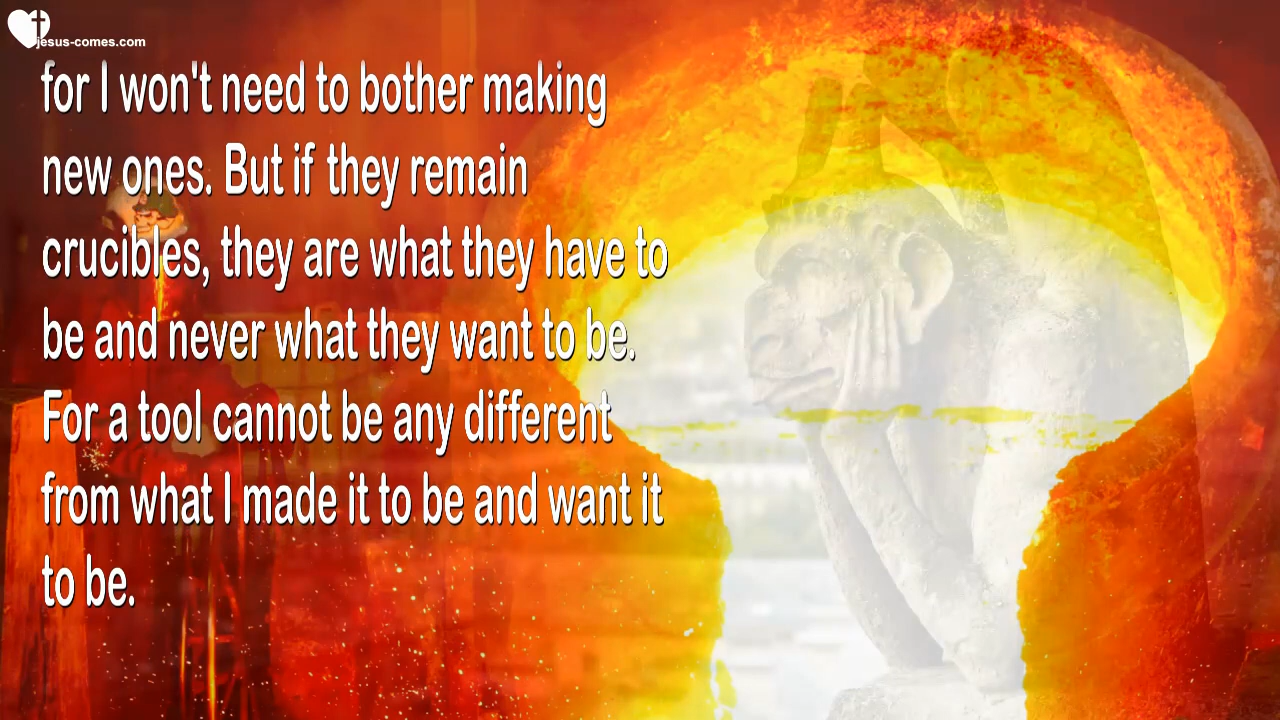 jesus-comes.com
for I won't need to bother making
new ones. But if they remain
crucibles, they are what they have to
be and never what they want to be.
For a tool cannot be any different
from what I made it to be and want it
to be.